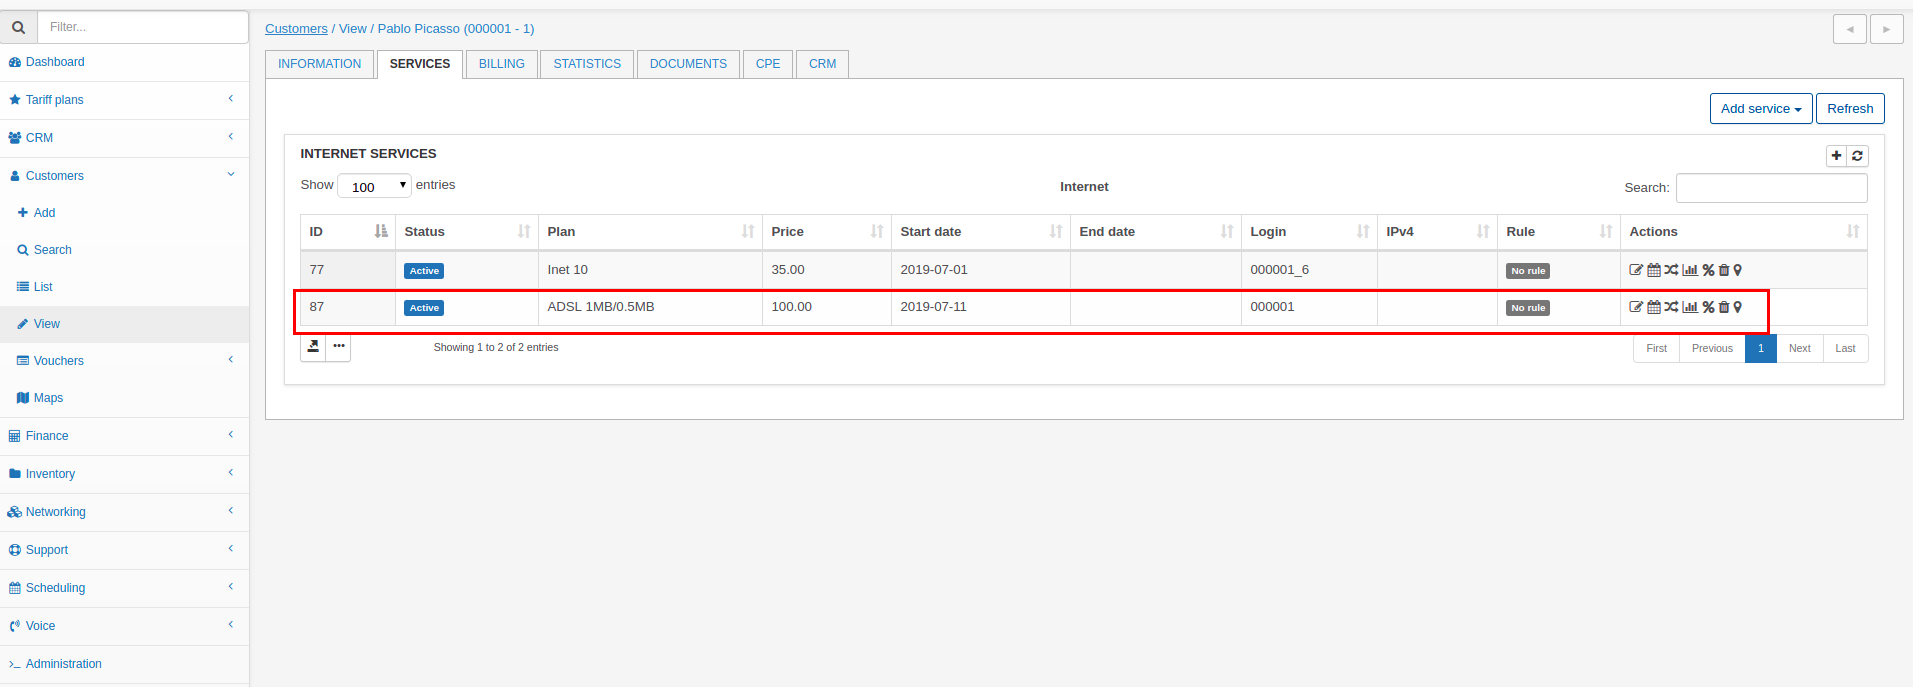 Filter...
Dashboard
Tariff plans
CRM
Customers
Add
Search
List
View
Vouchers
Maps
Finance
Inventory
Networking
Support
Scheduling
Voice
Administration
Customers / View / Pablo Picasso (000001 - 1)
INFORMATION SERVICES BILLING STATISTICS DOCUMENTS CPE CRM
Add service Refresh
INTERNET SERVICES
Show 100 entries Internet Search:
ID Status Plan Price Start date End date Login IPv4 Rule Actions
77 Active Inet 10 35.00 2019-07-01 000001_6 No rule
87 Active ADSL 1MB/0.5MB 100.00 2019-07-11 000001 No rule
Showing 1 to 2 of 2 entries First Previous 1 Next Last